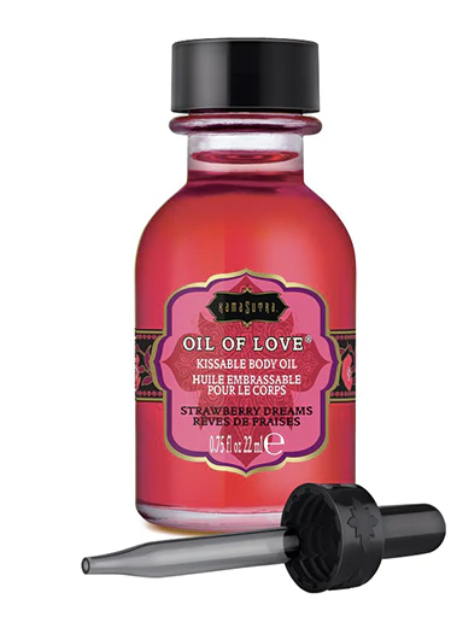 KAMASUTRA®
OIL OF LOVE®
KISSABLE BODY OIL
HUILE EMBRASSABLE
POUR LE CORPS
STRAWBERRY DREAMS
RÊVES DE FRAISES
0.75 fl oz 22 ml ℮